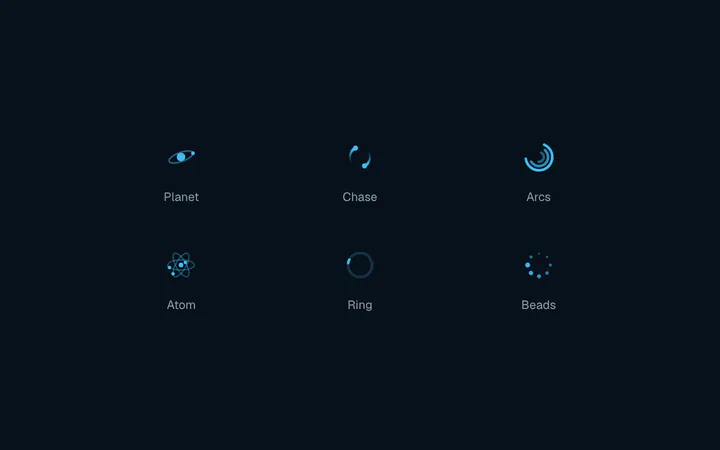 Planet
Chase
Arcs
Atom
Ring
Beads